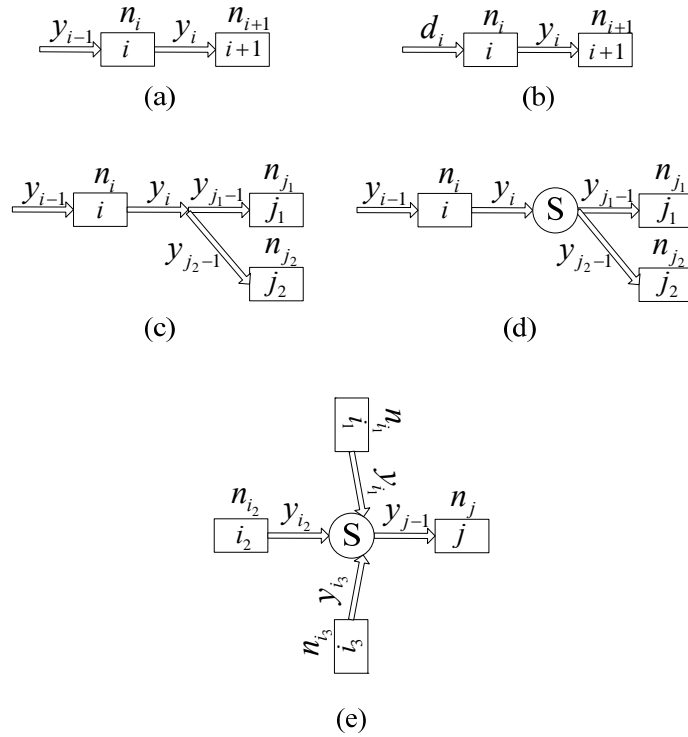 n_i n_{i+1}
y_{i−1} i y_i i+1
(a)
n_i n_{i+1}
d_i i y_i i+1
(b)
n_i n_{j_1}
y_{i−1} i y_i y_{j_1−1} j_1
y_{j_2−1} n_{j_2}
j_2
(c)
n_i n_{j_1}
y_{i−1} i y_i S y_{j_1−1} j_1
y_{j_2−1} n_{j_2}
j_2
(d)
i_1 n_{i_1}
y_{i_1}
n_{i_2} n_j
i_2 y_{i_2} S y_{j−1} j
y_{i_3}
n_{i_3} i_3
(e)